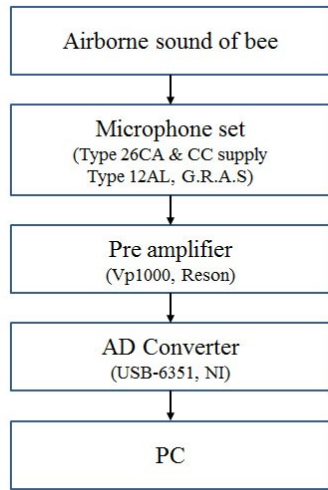 Airborne sound of bee
Microphone set
(Type 26CA & CC supply
Type 12AL, G.R.A.S)
Pre amplifier
(Vp1000, Reson)
AD Converter
(USB-6351, NI)
PC